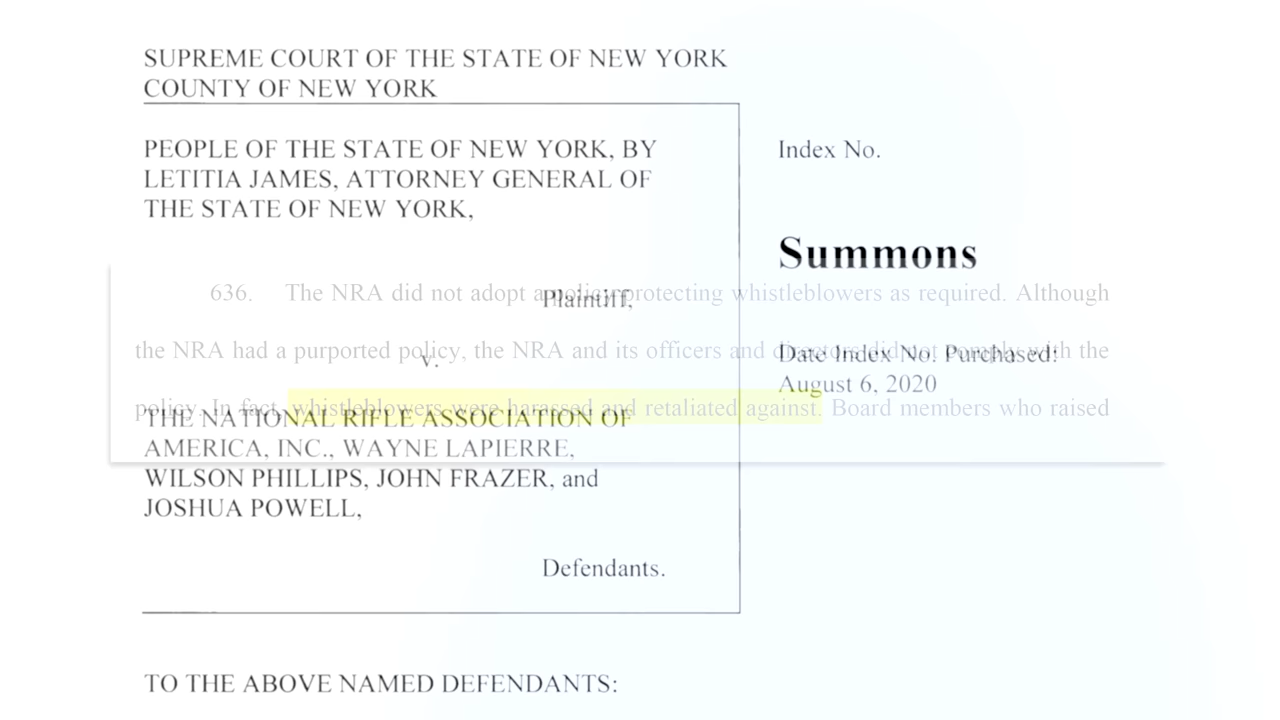 SUPREME COURT OF THE STATE OF NEW YORK
COUNTY OF NEW YORK
PEOPLE OF THE STATE OF NEW YORK, BY
LETITIA JAMES, ATTORNEY GENERAL OF
THE STATE OF NEW YORK,
Index No.
Summons
Plaintiff,
636. The NRA did not adopt a policy protecting whistleblowers as required. Although
the NRA had a purported policy, the NRA and its officers and directors did not comply with the
v.
Date Index No. Purchased:
August 6, 2020
policy. In fact, whistleblowers were harassed and retaliated against. Board members who raised
THE NATIONAL RIFLE ASSOCIATION OF
AMERICA, INC., WAYNE LAPIERRE,
WILSON PHILLIPS, JOHN FRAZER, and
JOSHUA POWELL,
Defendants.
TO THE ABOVE NAMED DEFENDANTS: